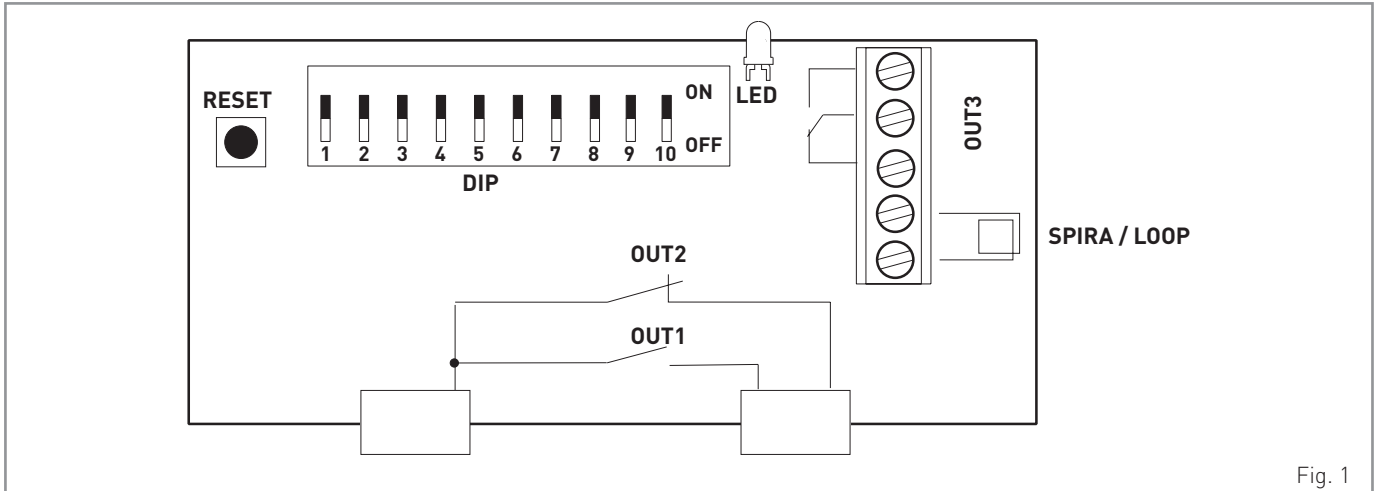 RESET
ON
OFF
1 2 3 4 5 6 7 8 9 10
DIP
LED
OUT3
SPIRA / LOOP
OUT2
OUT1
Fig. 1